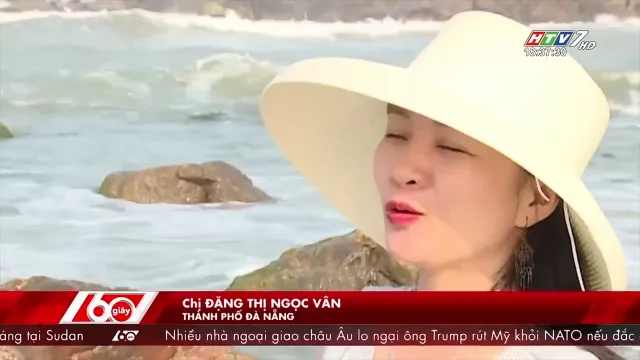 HTV7 HD
18:37:30
60 giây
Chị ĐẶNG THỊ NGỌC VÂN
THÀNH PHỐ ĐÀ NẴNG
áng tại Sudan 60 Nhiều nhà ngoại giao châu Âu lo ngại ông Trump rút Mỹ khỏi NATO nếu đắc